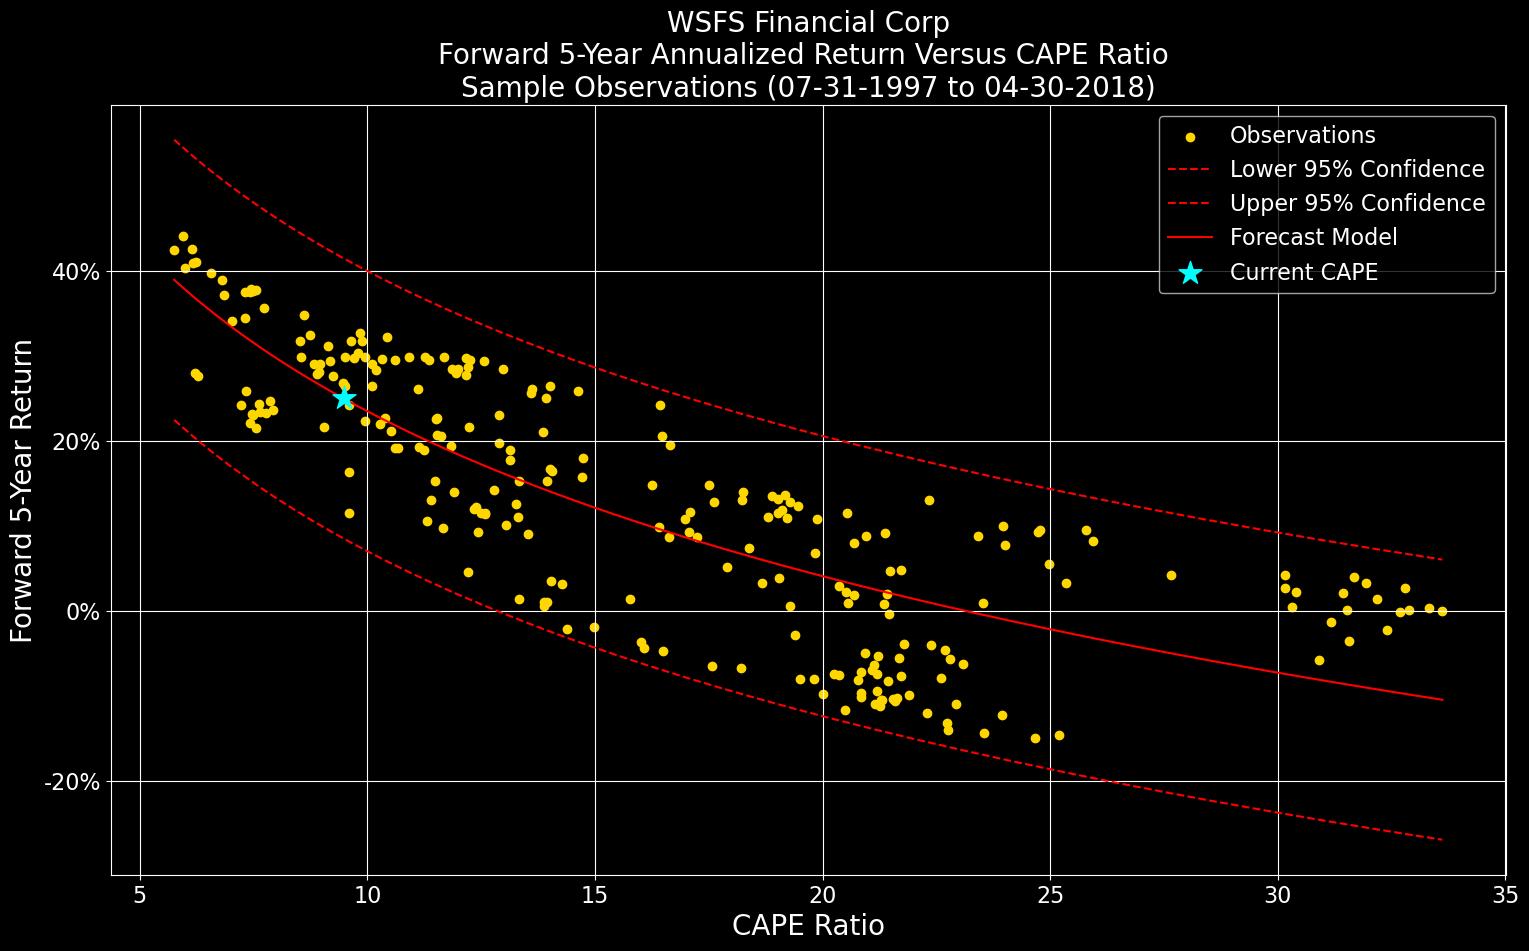 WSFS Financial Corp
Forward 5-Year Annualized Return Versus CAPE Ratio
Sample Observations (07-31-1997 to 04-30-2018)
Observations
Lower 95% Confidence
Upper 95% Confidence
Forecast Model
Current CAPE
Forward 5-Year Return
40%
20%
0%
-20%
5 10 15 20 25 30 35
CAPE Ratio